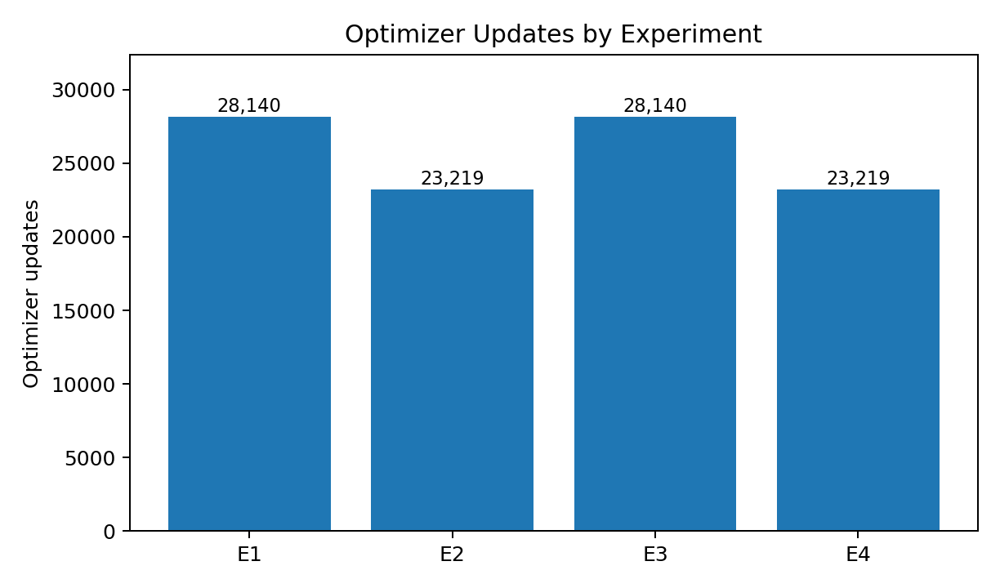 Optimizer Updates by Experiment
Optimizer updates
30000
25000
20000
15000
10000
5000
0
28,140
23,219
28,140
23,219
E1
E2
E3
E4